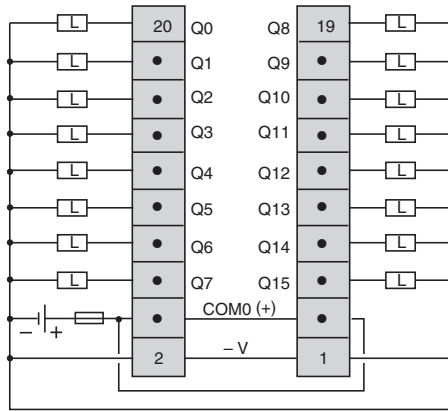 L 20 Q0 Q8 19 L
L Q1 Q9 L
L Q2 Q10 L
L Q3 Q11 L
L Q4 Q12 L
L Q5 Q13 L
L Q6 Q14 L
L Q7 Q15 L
− + COM0 (+)
2 – V 1